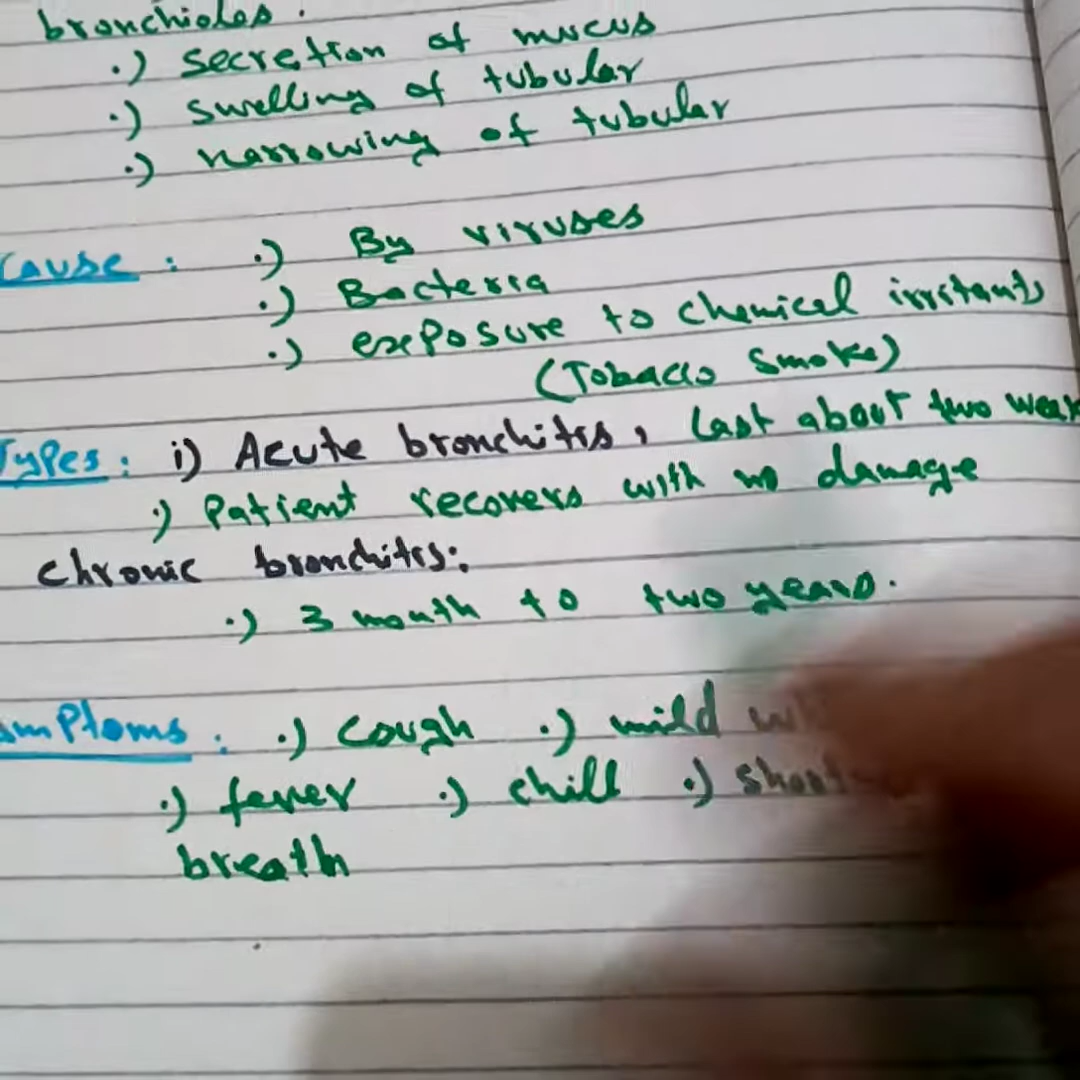 bronchioles.
.) secretion of mucus
.) swelling of tubular
.) narrowing of tubular
Cause : .) By viruses
.) Bacteria
.) exposure to chemical irritants
(Tobacco Smoke)
Types : i) Acute bronchitis, Last about two
.) Patient recovers with no damage
Chronic bronchitis:
.) 3 month to two years.
.) Cough .) mild
.) fever .) chill .)
breath